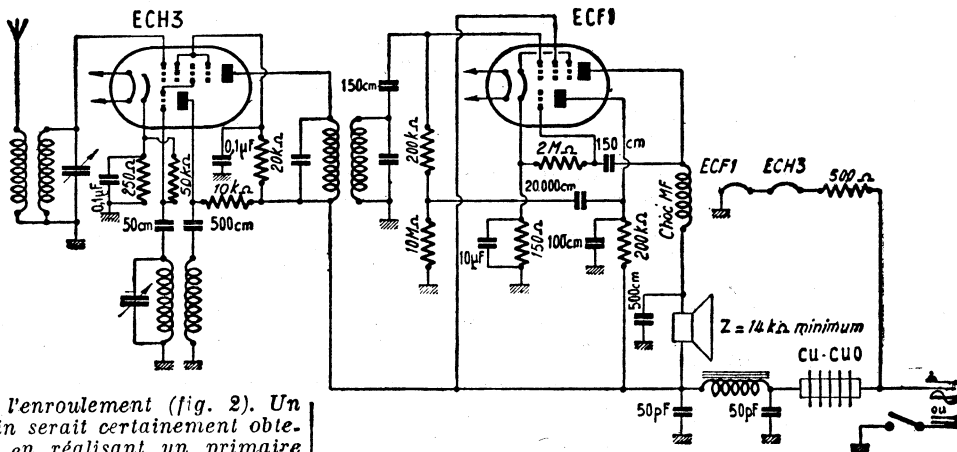 ECH3
ECF1
150cm
0,1µF
250Ω
50kΩ
0,1µF
20kΩ
10kΩ
50cm
500cm
200kΩ
10MΩ
2MΩ
150 cm
20.000cm
10µF
150Ω
100cm
200kΩ
Choc MF
500cm
ECF1
ECH3
500Ω
Z = 14 kΩ minimum
CU-CUO
50pF
50pF
ou
l'enroulement (fig. 2). Un
in serait certainement obte-
en réalisant un primaire